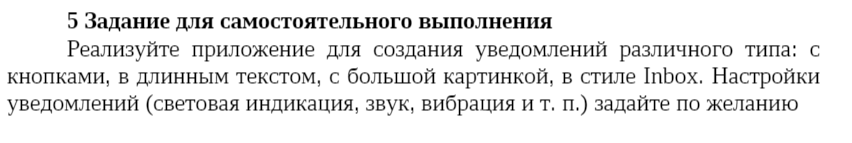 5 Задание для самостоятельного выполнения
Реализуйте приложение для создания уведомлений различного типа: с
кнопками, в длинным текстом, с большой картинкой, в стиле Inbox. Настройки
уведомлений (световая индикация, звук, вибрация и т. п.) задайте по желанию